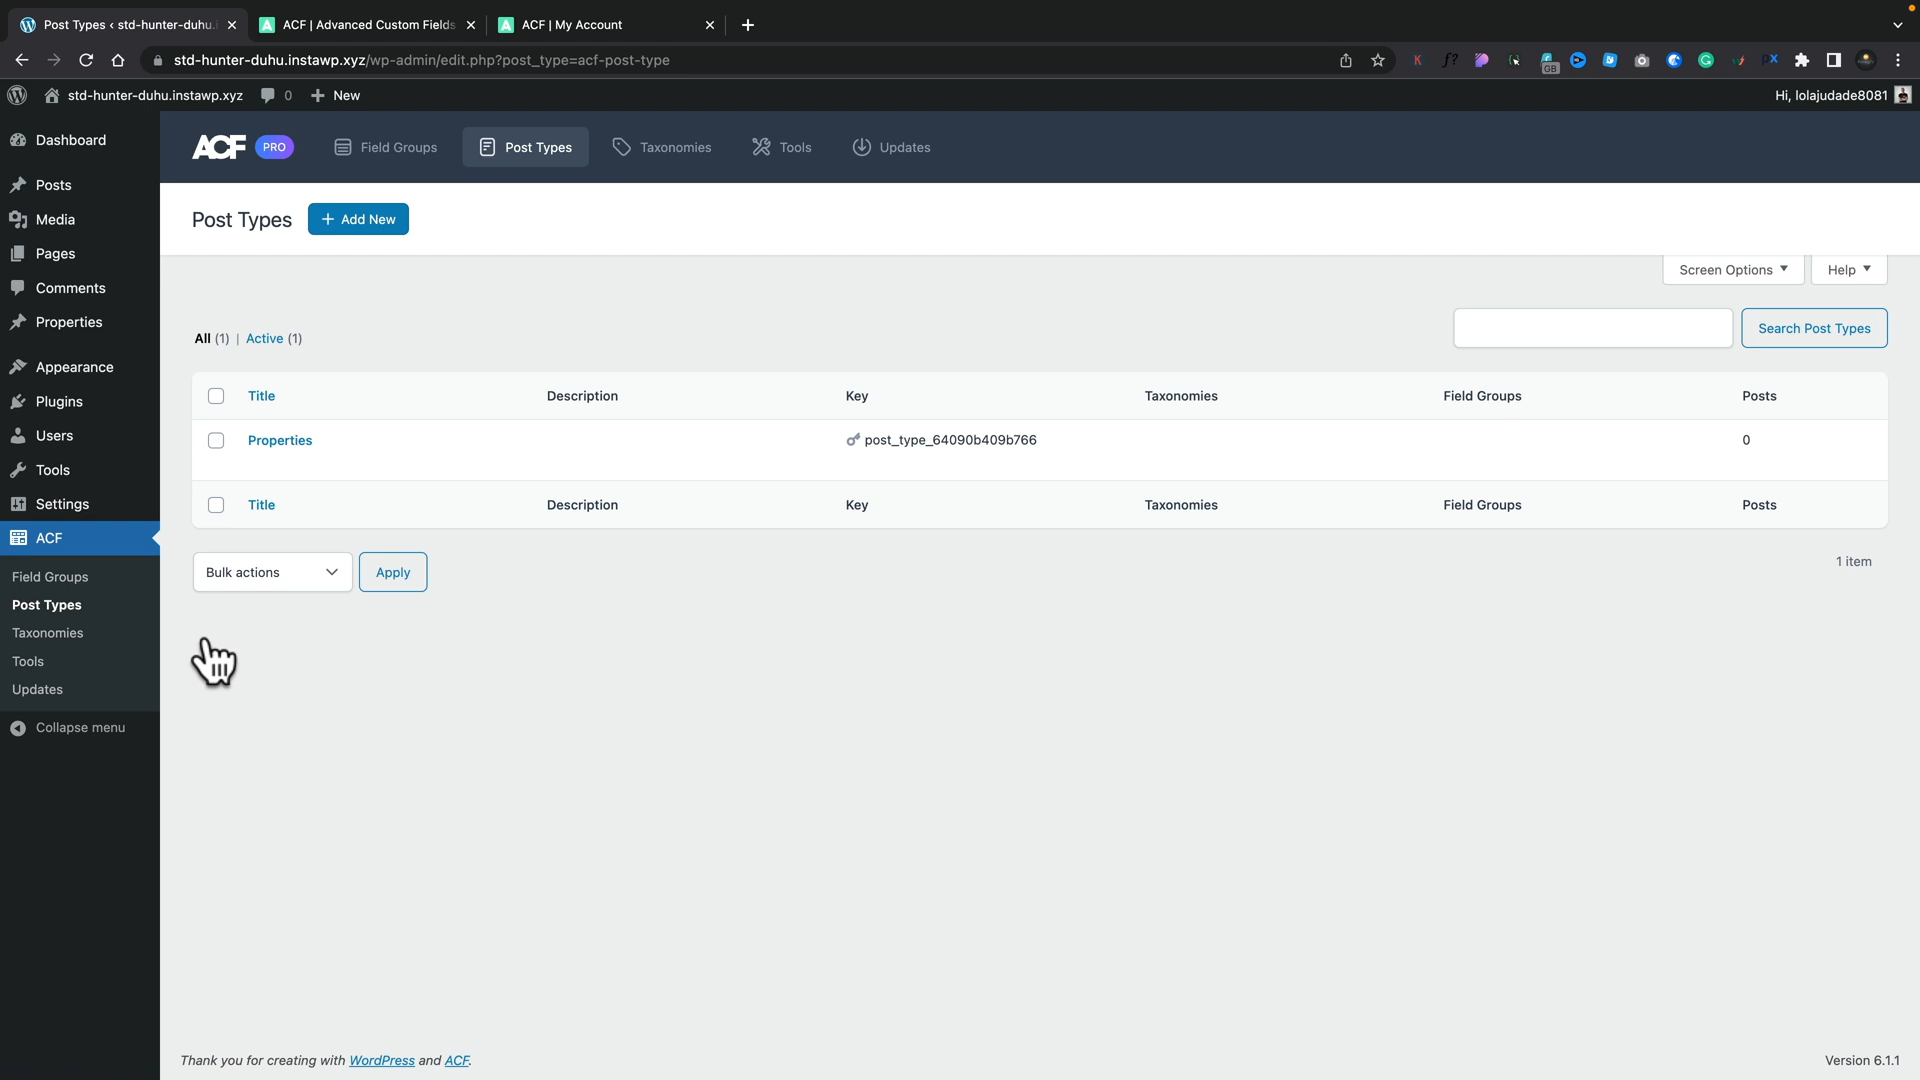 Post Types < std-hunter-duhu.i
ACF | Advanced Custom Fields
ACF | My Account
std-hunter-duhu.instawp.xyz/wp-admin/edit.php?post_type=acf-post-type
GB
std-hunter-duhu.instawp.xyz
0
New
Hi, lolajudade8081
Dashboard
Posts
Media
Pages
Comments
Properties
Appearance
Plugins
Users
Tools
Settings
ACF
Field Groups
Post Types
Taxonomies
Tools
Updates
Collapse menu
ACF PRO
Field Groups
Post Types
Taxonomies
Tools
Updates
Post Types
+ Add New
Screen Options
Help
All (1) | Active (1)
Search Post Types
Title Description Key Taxonomies Field Groups Posts
Properties post_type_64090b409b766 0
Title Description Key Taxonomies Field Groups Posts
Bulk actions
Apply
1 item
Thank you for creating with WordPress and ACF.
Version 6.1.1